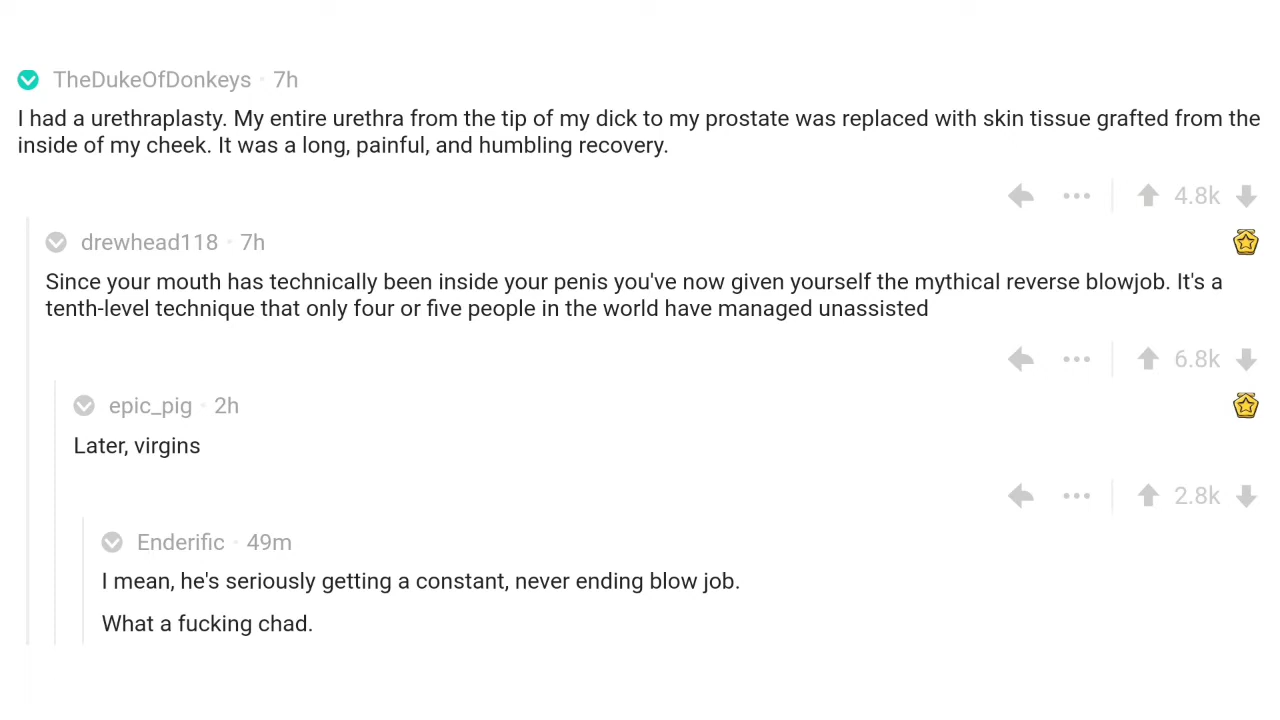 TheDukeOfDonkeys · 7h
I had a urethraplasty. My entire urethra from the tip of my dick to my prostate was replaced with skin tissue grafted from the
inside of my cheek. It was a long, painful, and humbling recovery.
4.8k
drewhead118 · 7h
Since your mouth has technically been inside your penis you've now given yourself the mythical reverse blowjob. It's a
tenth-level technique that only four or five people in the world have managed unassisted
6.8k
epic_pig · 2h
Later, virgins
2.8k
Enderific · 49m
I mean, he's seriously getting a constant, never ending blow job.
What a fucking chad.